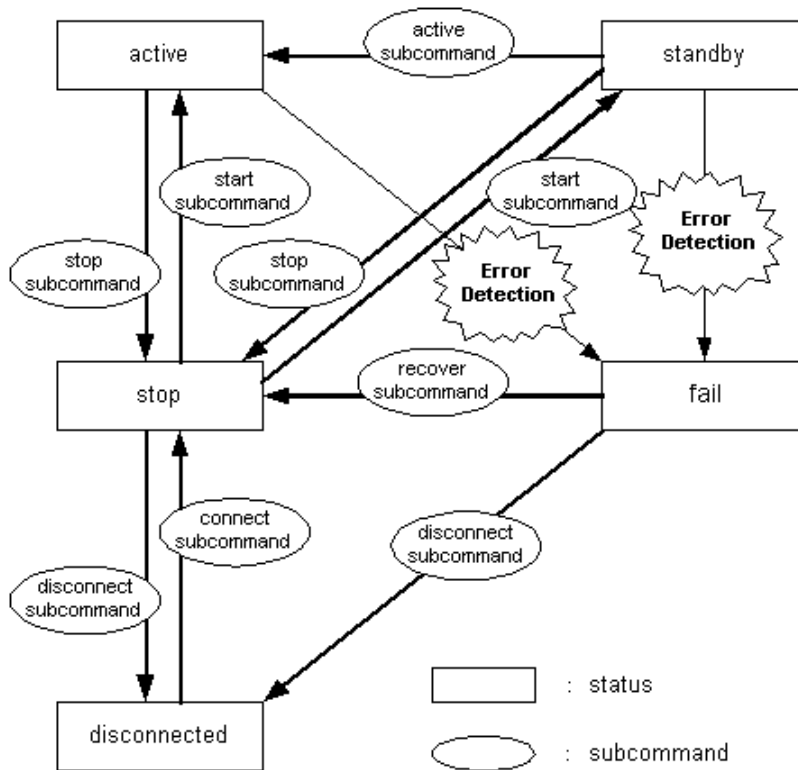 active
active
subcommand
standby
start
subcommand
start
subcommand
Error
Detection
stop
subcommand
stop
subcommand
Error
Detection
stop
recover
subcommand
fail
connect
subcommand
disconnect
subcommand
disconnect
subcommand
disconnected
: status
: subcommand